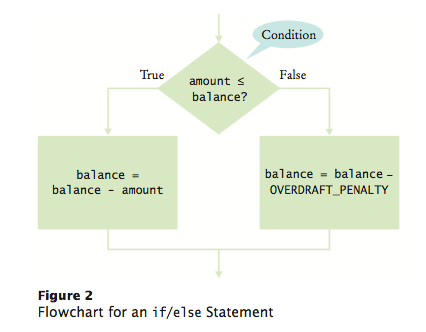 Condition
True
False
amount ≤
balance?
balance =
balance - amount
balance = balance –
OVERDRAFT_PENALTY
Figure 2
Flowchart for an if/else Statement